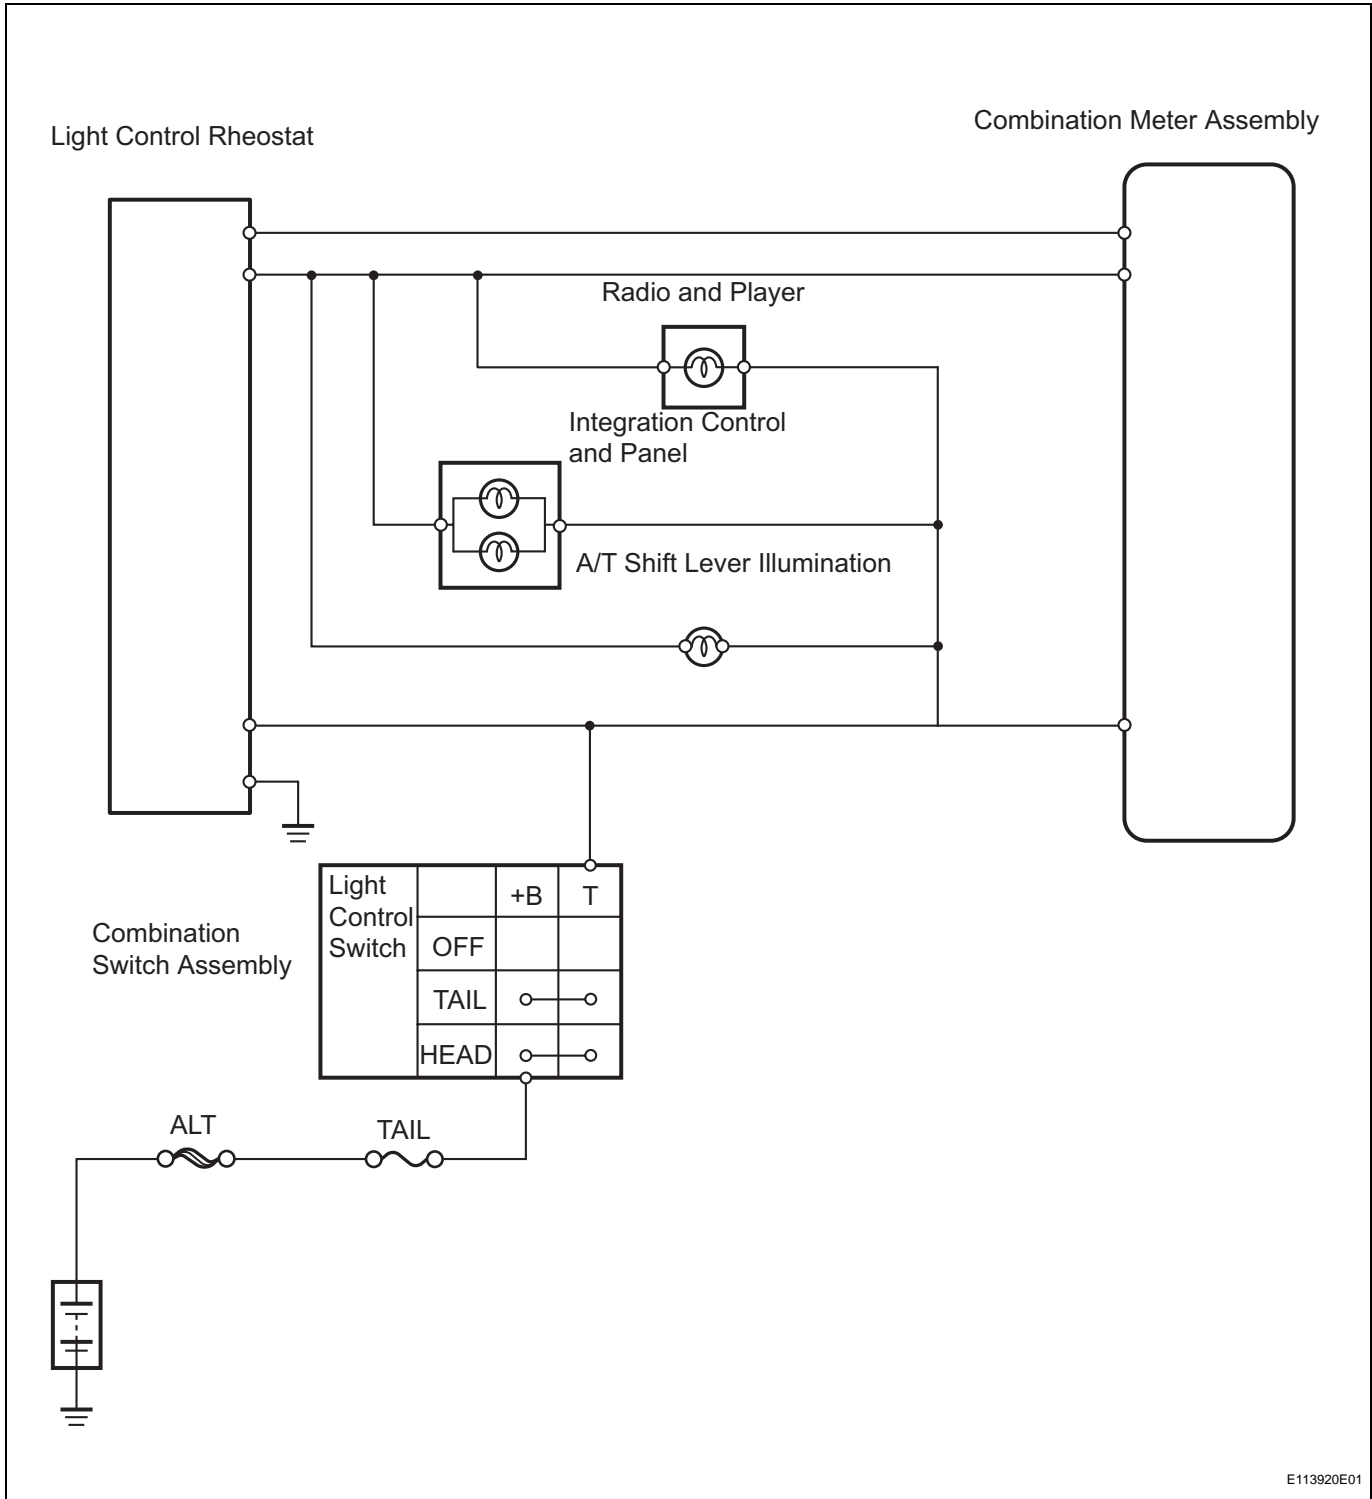 Combination Meter Assembly
Light Control Rheostat
Radio and Player
Integration Control
and Panel
A/T Shift Lever Illumination
Light
Control
Switch
+B
T
OFF
TAIL
HEAD
Combination
Switch Assembly
ALT
TAIL
E113920E01